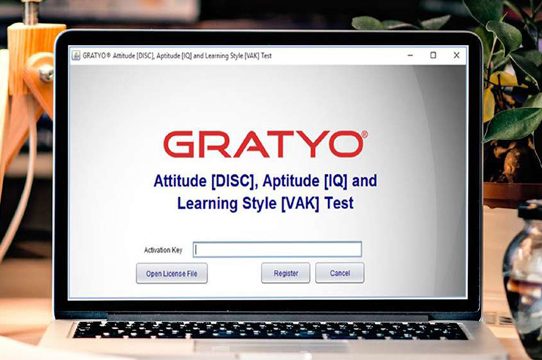 GRATYO® Attitude [DISC], Aptitude [IQ] and Learning Style [VAK] Test
GRATYO®
Attitude [DISC], Aptitude [IQ] and
Learning Style [VAK] Test
Activation Key
Open License File
Register
Cancel